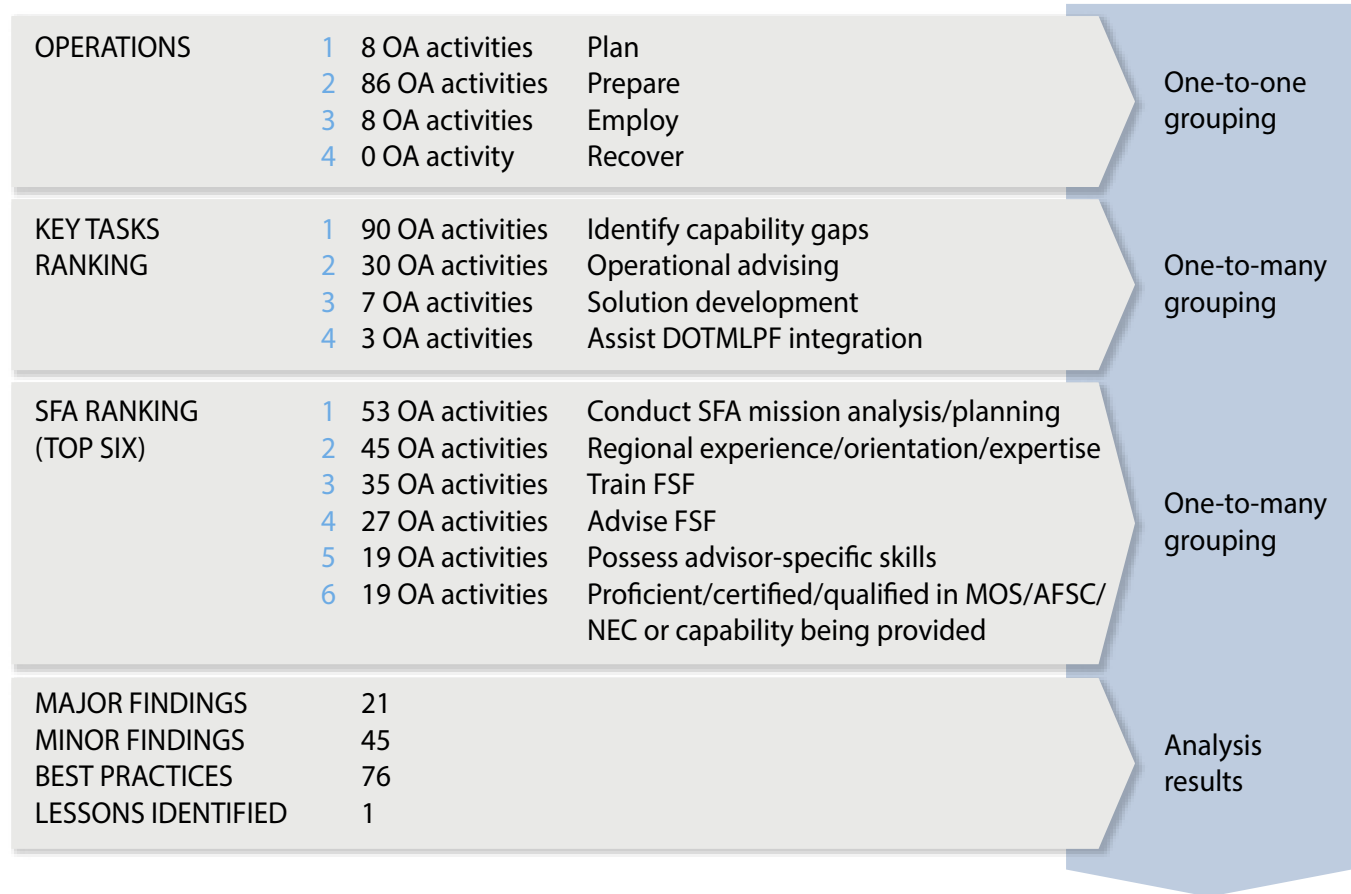 OPERATIONS 1 8 OA activities Plan
2 86 OA activities Prepare
3 8 OA activities Employ
4 0 OA activity Recover
One-to-one
grouping
KEY TASKS 1 90 OA activities Identify capability gaps
RANKING 2 30 OA activities Operational advising
3 7 OA activities Solution development
4 3 OA activities Assist DOTMLPF integration
One-to-many
grouping
SFA RANKING 1 53 OA activities Conduct SFA mission analysis/planning
(TOP SIX) 2 45 OA activities Regional experience/orientation/expertise
3 35 OA activities Train FSF
4 27 OA activities Advise FSF
5 19 OA activities Possess advisor-specific skills
6 19 OA activities Proficient/certified/qualified in MOS/AFSC/
NEC or capability being provided
One-to-many
grouping
MAJOR FINDINGS 21
MINOR FINDINGS 45
BEST PRACTICES 76
LESSONS IDENTIFIED 1
Analysis
results